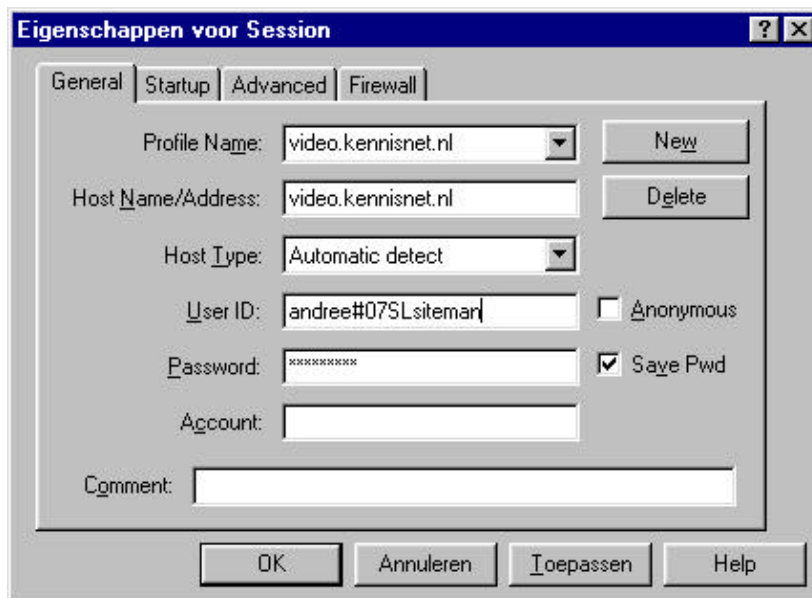 Eigenschappen voor Session
General Startup Advanced Firewall
Profile Name: video.kennisnet.nl New
Host Name/Address: video.kennisnet.nl Delete
Host Type: Automatic detect
User ID: andree#07SLsiteman Anonymous
Password: ********* Save Pwd
Account:
Comment:
OK Annuleren Toepassen Help